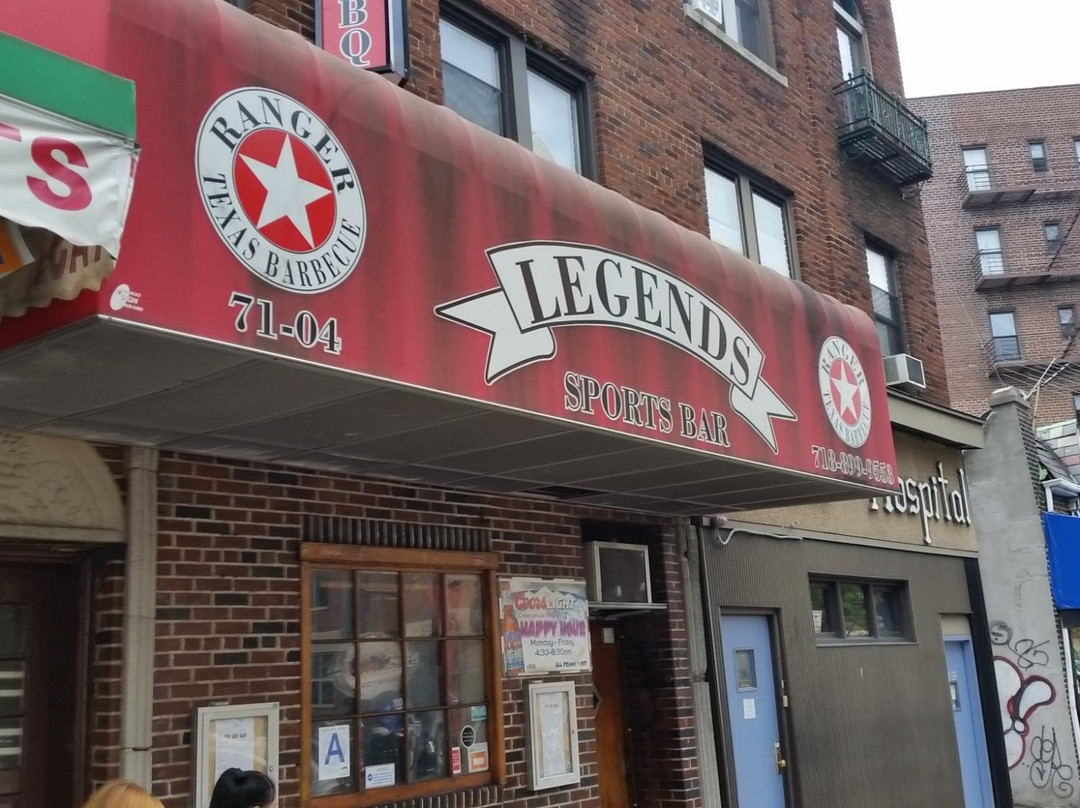 BQ
S
RANGER
TEXAS BARBECUE
71-04
LEGENDS
SPORTS BAR
RANGER
TEXAS BARBECUE
718-899-9553
Hospital
COORS LIGHT
HAPPY HOUR
Monday - Friday
4:30-6:30pm
A